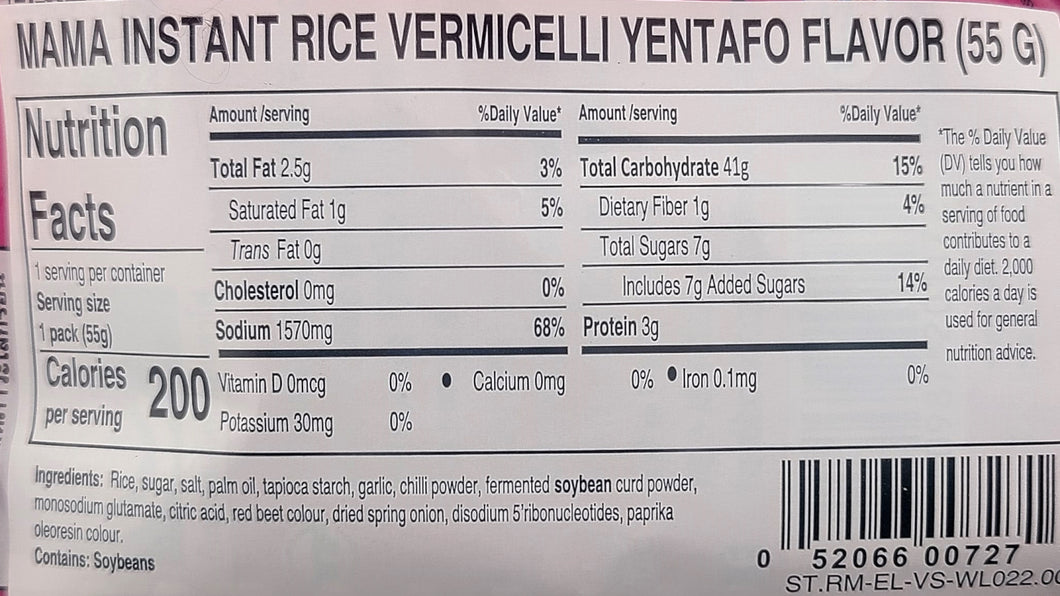 MAMA INSTANT RICE VERMICELLI YENTAFO FLAVOR (55 G)
Nutrition
Facts
1 serving per container
Serving size
1 pack (55g)
Calories
per serving
200
Amount /serving %Daily Value*
Total Fat 2.5g 3%
Saturated Fat 1g 5%
Trans Fat 0g
Cholesterol 0mg 0%
Sodium 1570mg 68%
Amount /serving %Daily Value*
Total Carbohydrate 41g 15%
Dietary Fiber 1g 4%
Total Sugars 7g
Includes 7g Added Sugars 14%
Protein 3g
Vitamin D 0mcg 0% • Calcium 0mg 0% • Iron 0.1mg 0%
Potassium 30mg 0%
*The % Daily Value
(DV) tells you how
much a nutrient in a
serving of food
contributes to a
daily diet. 2,000
calories a day is
used for general
nutrition advice.
Ingredients: Rice, sugar, salt, palm oil, tapioca starch, garlic, chilli powder, fermented soybean curd powder,
monosodium glutamate, citric acid, red beet colour, dried spring onion, disodium 5'ribonucleotides, paprika
oleoresin colour.
Contains: Soybeans
0 52066 00727
ST.RM-EL-VS-WL022.00